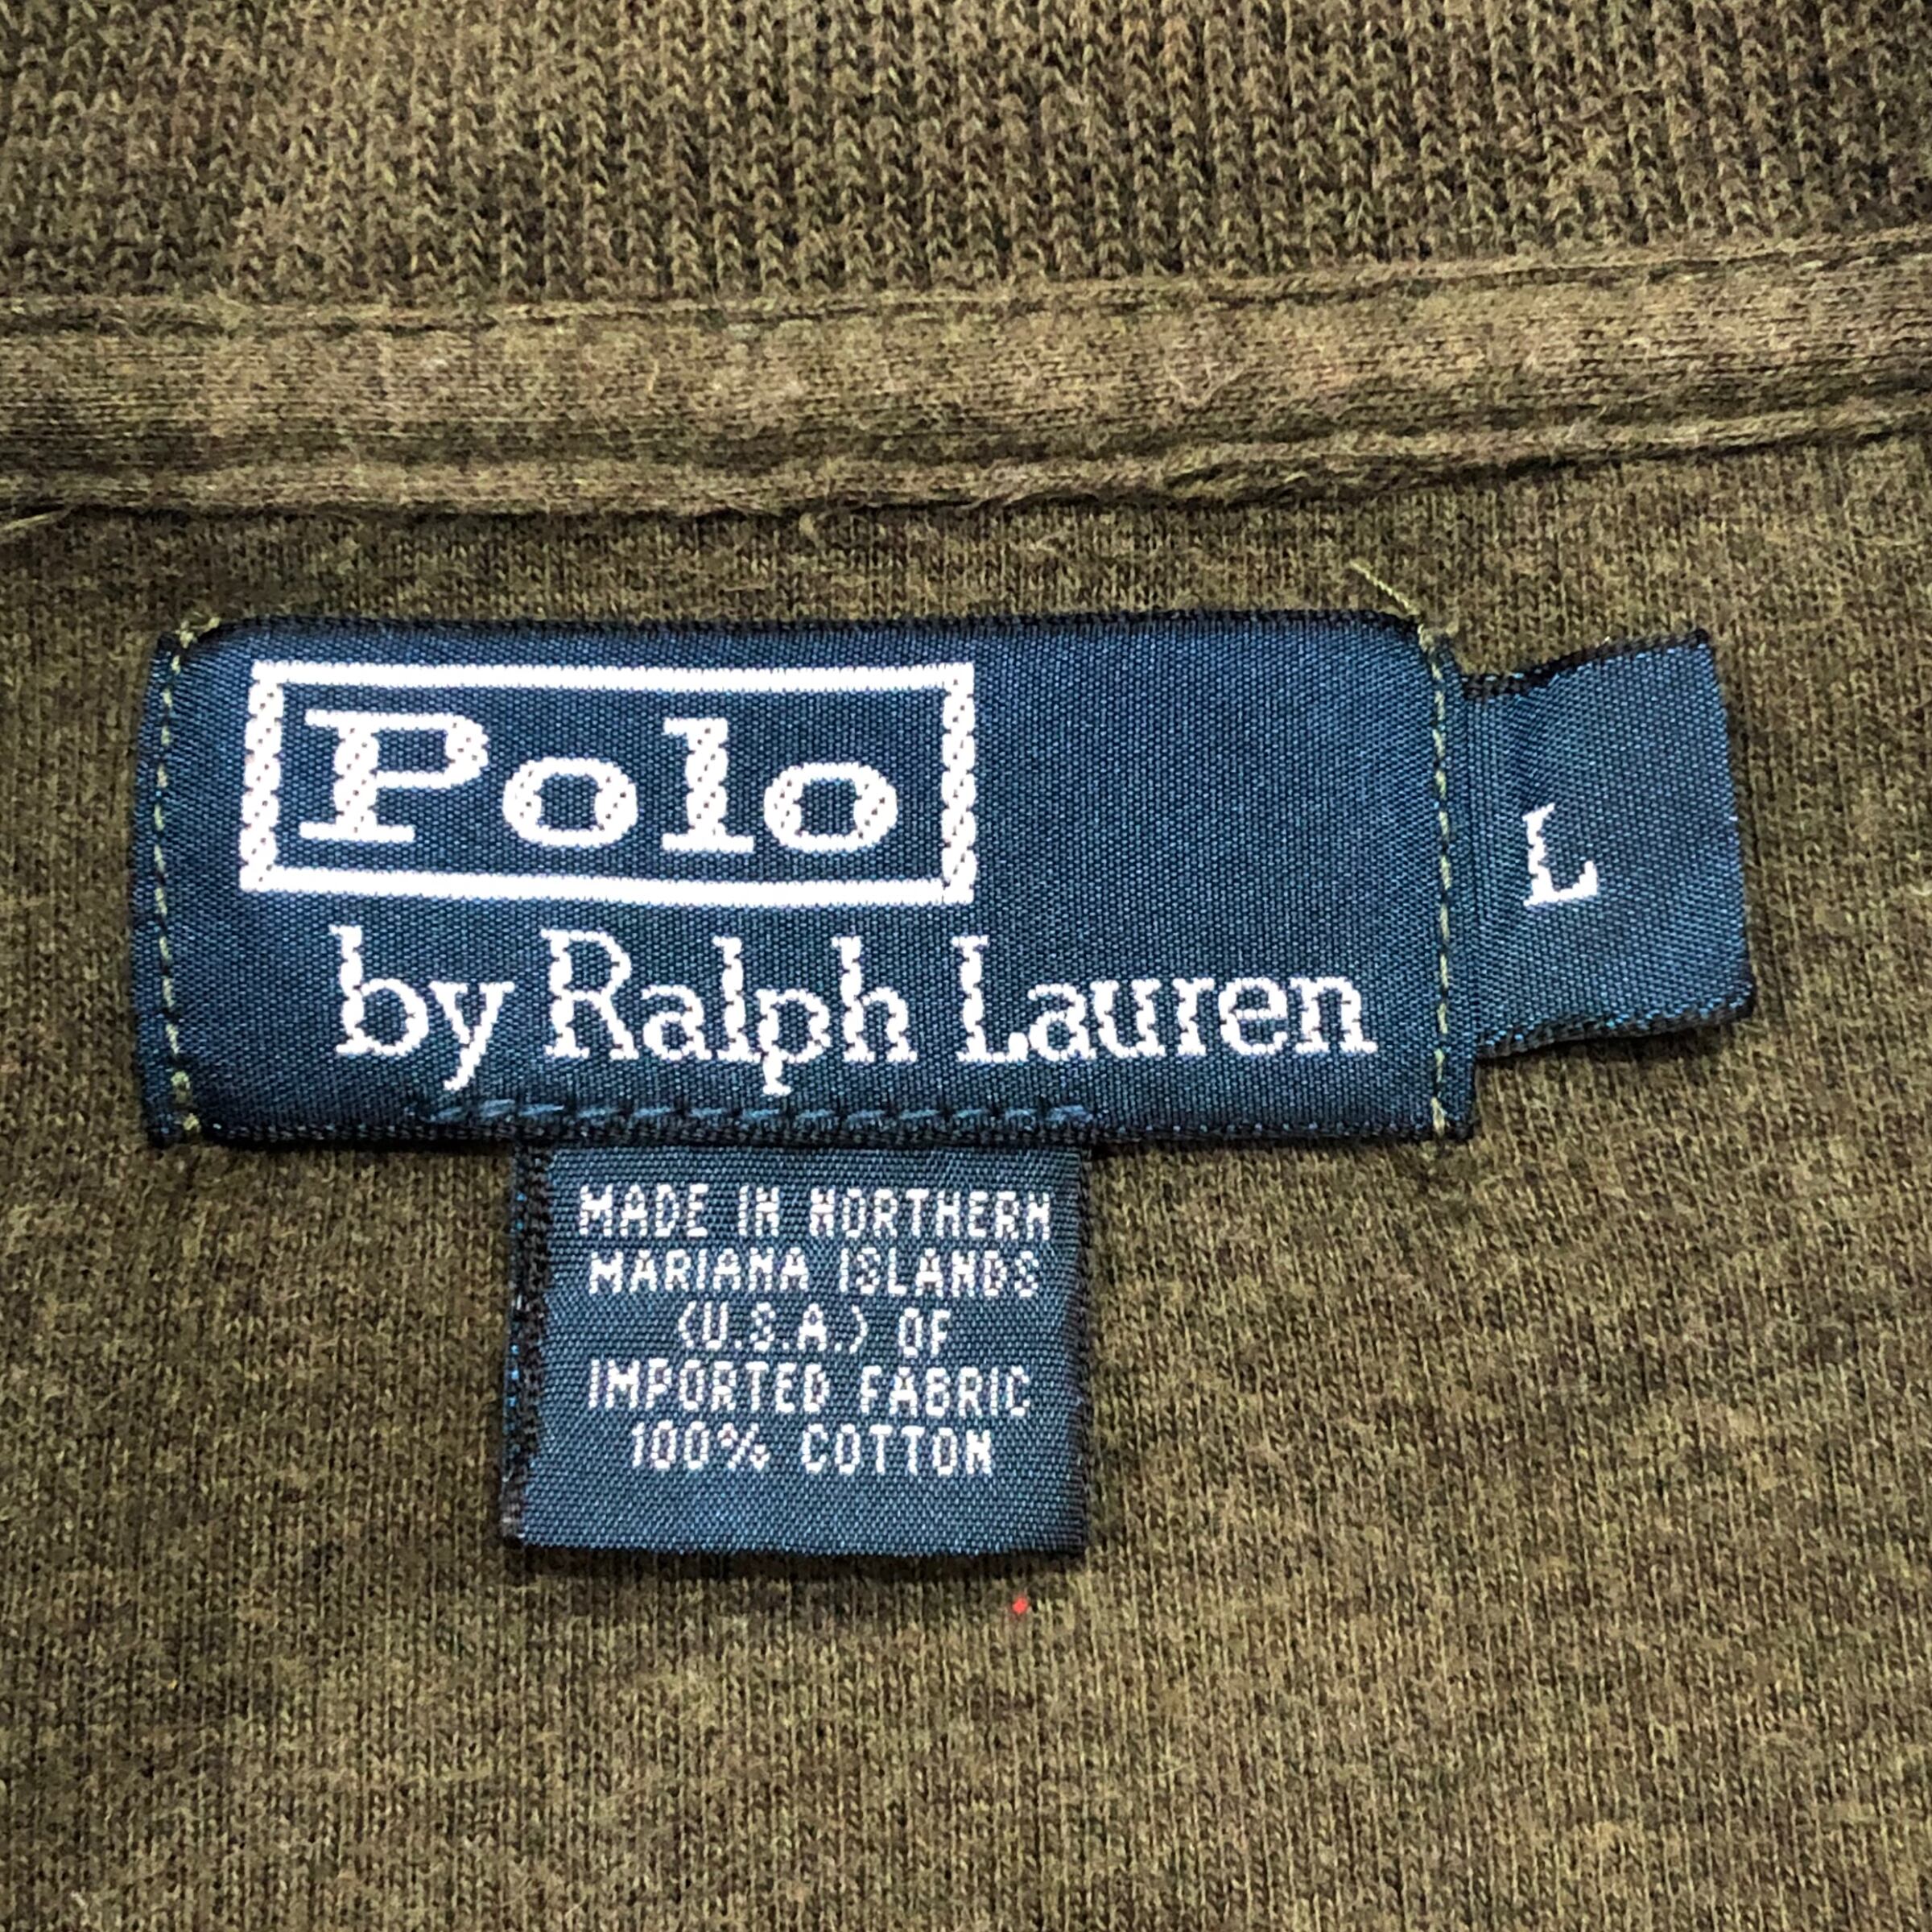 Polo
by Ralph Lauren
L
MADE IN NORTHERN
MARIANA ISLANDS
(U.S.A.) OF
IMPORTED FABRIC
100% COTTON